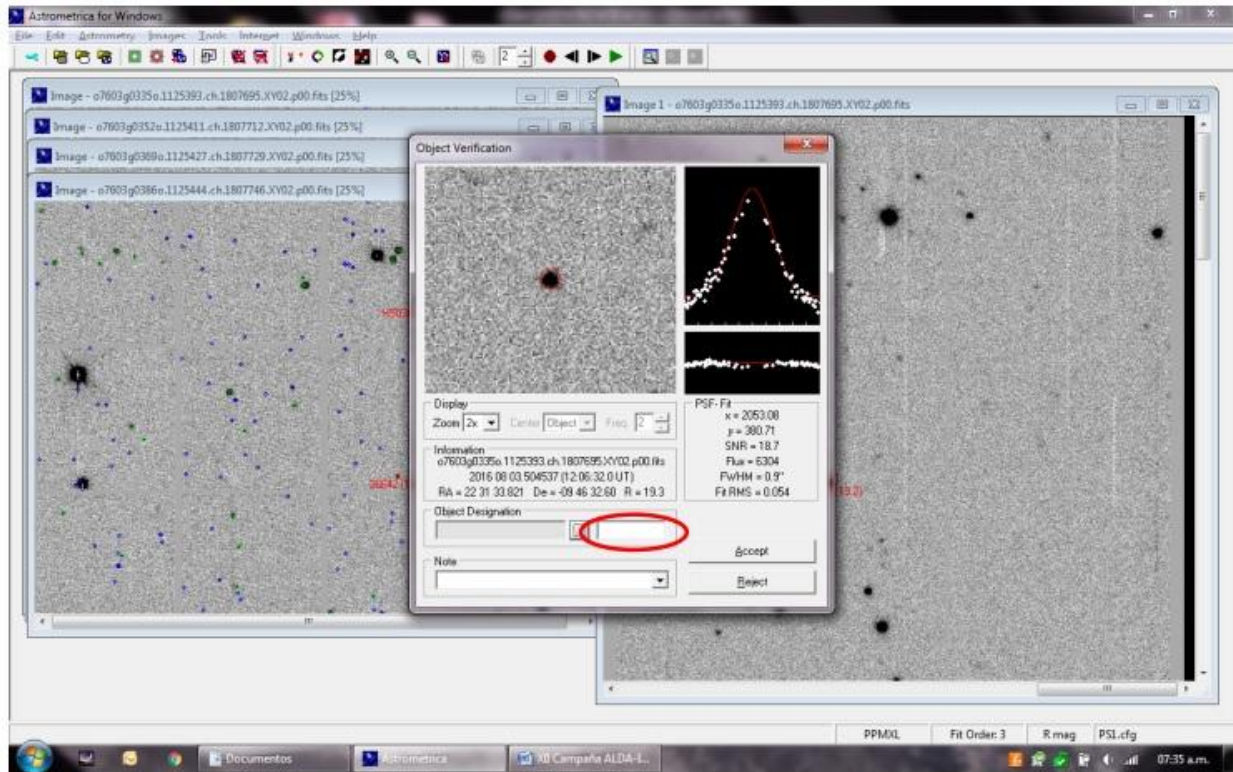 Astrometrica for Windows
File Edit Astrometry Images Tools Internet Windows Help
2
Image - o7603g0335o.1125393.ch.1807695.XY02.p00.fits [25%]
Image - o7603g0352o.1125411.ch.1807712.XY02.p00.fits [25%]
Image - o7603g0369o.1125427.ch.1807729.XY02.p00.fits [25%]
Image - o7603g0386o.1125444.ch.1807746.XY02.p00.fits [25%]
Image 1 - o7603g0335o.1125393.ch.1807695.XY02.p00.fits
Object Verification
Display
Zoom 2x Center Object Freq. 2
Information
o7603g0335o.1125393.ch.1807695.XY02.p00.fits
2016 08 03.504537 (12:06:32.0 UT)
RA = 22 31 33.821 De = -09 46 32.60 R = 19.3
Object Designation
Note
PSF-Fit
x = 2053.08
y = 380.71
SNR = 18.7
Flux = 6304
FWHM = 0.9"
Fit RMS = 0.054
Accept
Reject
PPMXL Fit Order: 3 R mag PS1.cfg
Documentos
Astrometrica
XII Campaña ALDA-I...
07:35 a.m.